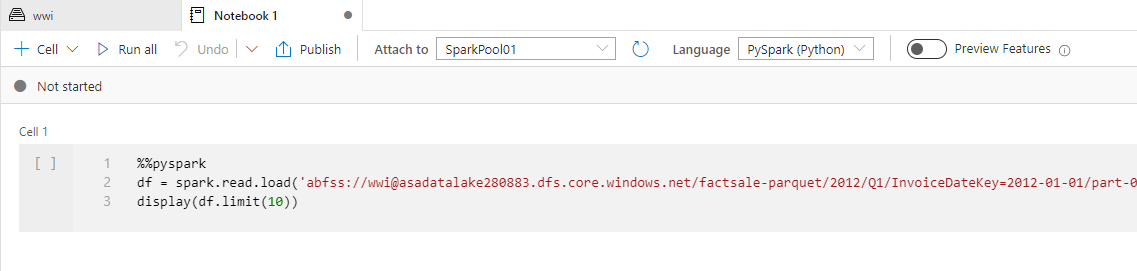 wwi Notebook 1
+ Cell Run all Undo Publish Attach to SparkPool01 Language PySpark (Python) Preview Features
Not started
Cell 1
[ ] 1 %%pyspark
2 df = spark.read.load('abfss://wwi@asadatalake280883.dfs.core.windows.net/factsale-parquet/2012/Q1/InvoiceDateKey=2012-01-01/part-0
3 display(df.limit(10))